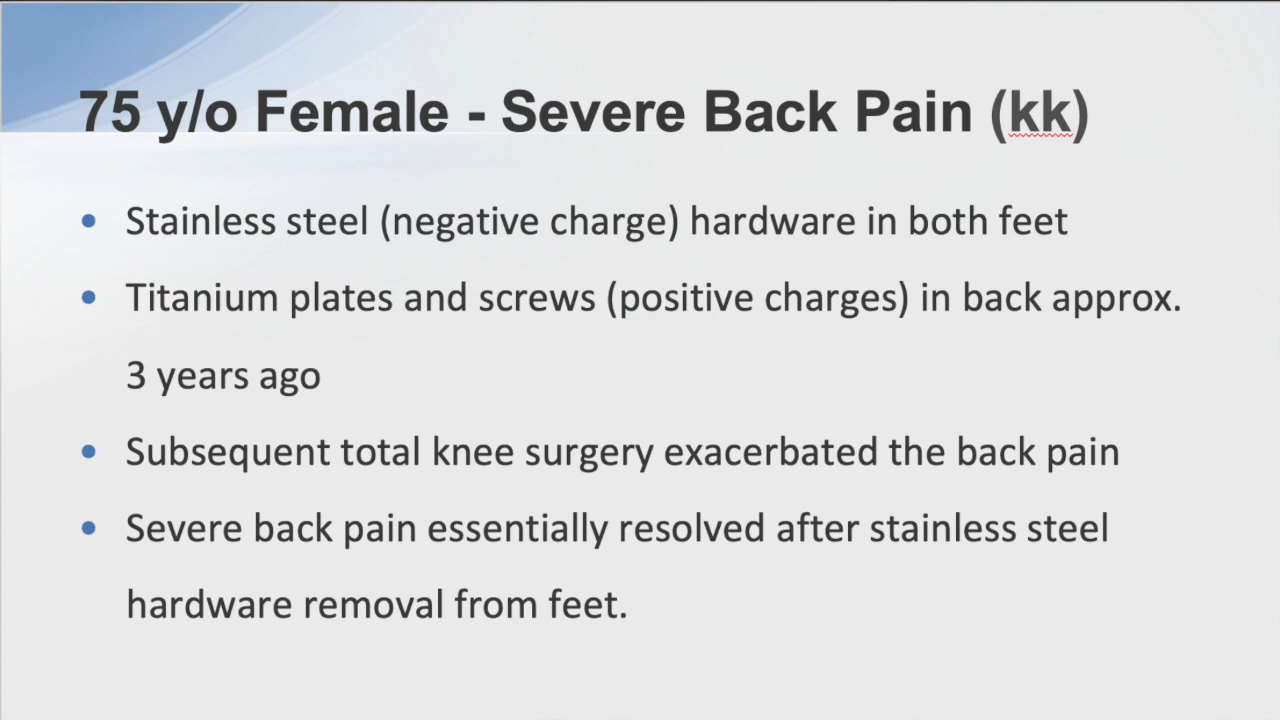 75 y/o Female - Severe Back Pain (kk)
• Stainless steel (negative charge) hardware in both feet
• Titanium plates and screws (positive charges) in back approx.
3 years ago
• Subsequent total knee surgery exacerbated the back pain
• Severe back pain essentially resolved after stainless steel
hardware removal from feet.